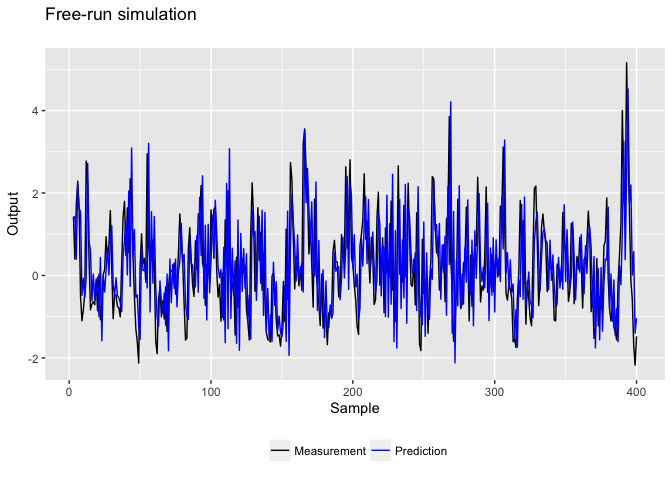 Free-run simulation
Output
4
2
0
-2
0 100 200 300 400
Sample
Measurement Prediction